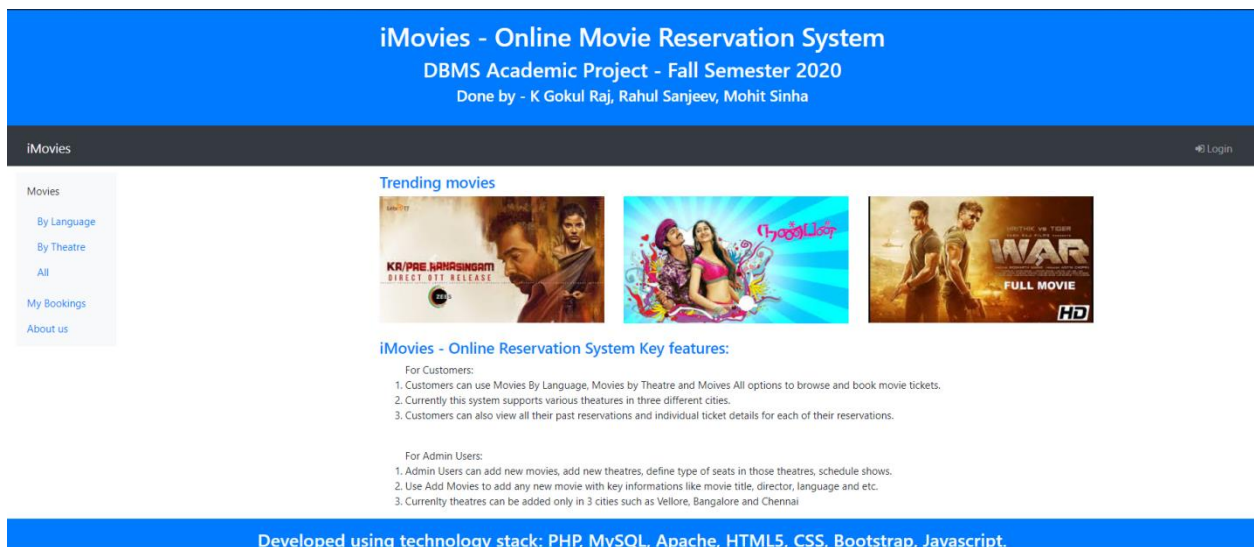 iMovies - Online Movie Reservation System
DBMS Academic Project - Fall Semester 2020
Done by - K Gokul Raj, Rahul Sanjeev, Mohit Sinha
iMovies
Login
Movies
By Language
By Theatre
All
My Bookings
About us
Trending movies
KA/PAE RANASINGAM
DIRECT OTT RELEASE
ZEE5
நண்பன்
HRITHIK vs TIGER
WAR
FULL MOVIE
HD
iMovies - Online Reservation System Key features:
For Customers:
1. Customers can use Movies By Language, Movies by Theatre and Moives All options to browse and book movie tickets.
2. Currently this system supports various theatures in three different cities.
3. Customers can also view all their past reservations and individual ticket details for each of their reservations.
For Admin Users:
1. Admin Users can add new movies, add new theatres, define type of seats in those theatres, schedule shows.
2. Use Add Movies to add any new movie with key informations like movie title, director, language and etc.
3. Currenlty theatres can be added only in 3 cities such as Vellore, Bangalore and Chennai
Developed using technology stack: PHP, MySQL, Apache, HTML5, CSS, Bootstrap, Javascript.